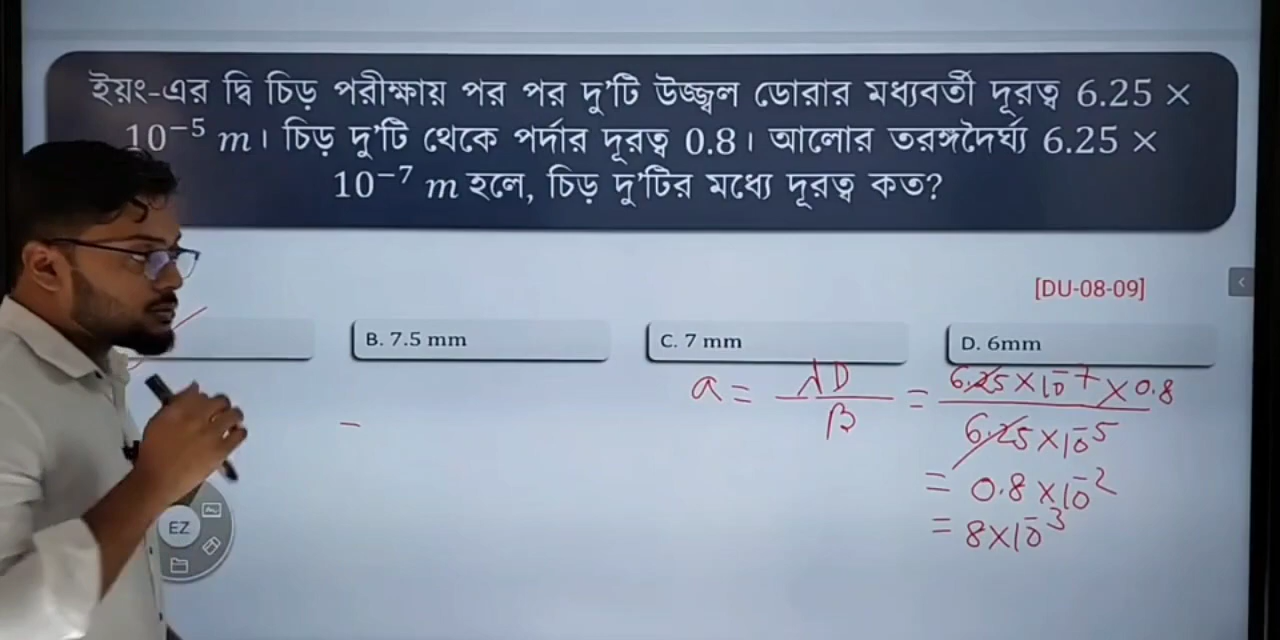 ইয়ং-এর দ্বি চিড় পরীক্ষায় পর পর দু'টি উজ্জ্বল ডোরার মধ্যবর্তী দূরত্ব 6.25 ×
10⁻⁵ m। চিড় দু'টি থেকে পর্দার দূরত্ব 0.8। আলোর তরঙ্গদৈর্ঘ্য 6.25 ×
10⁻⁷ m হলে, চিড় দু'টির মধ্যে দূরত্ব কত?
[DU-08-09]
B. 7.5 mm
C. 7 mm
D. 6mm
a = λD / β = 6.25 × 10⁻⁷ × 0.8 / 6.25 × 10⁻⁵
= 0.8 × 10⁻²
= 8 × 10⁻³
EZ